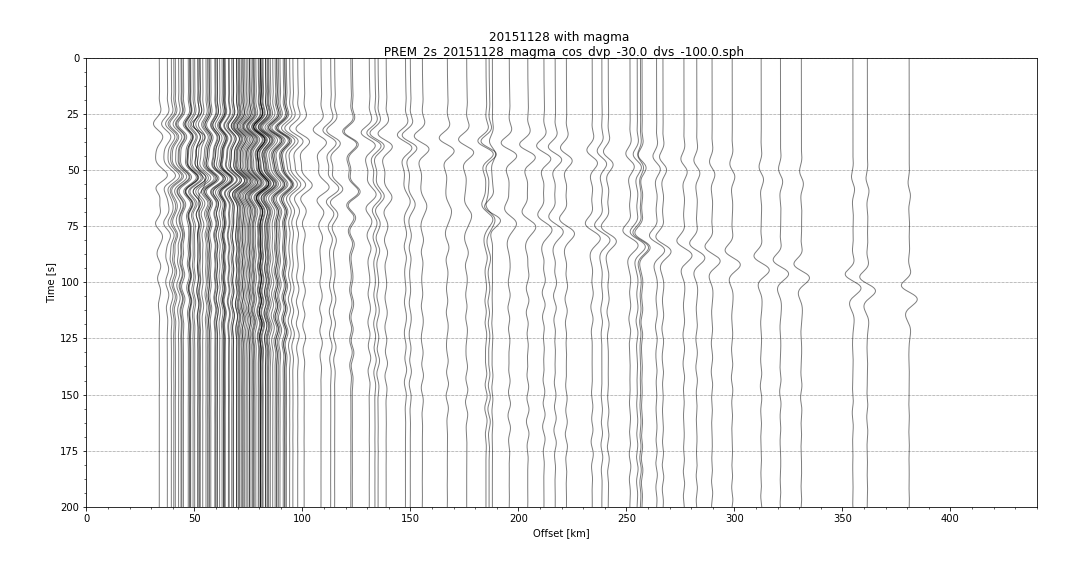 20151128 with magma
PREM_2s_20151128_magma_cos_dvp_-30.0_dvs_-100.0.sph
0
25
50
75
100
125
150
175
200
Time [s]
0 50 100 150 200 250 300 350 400
Offset [km]